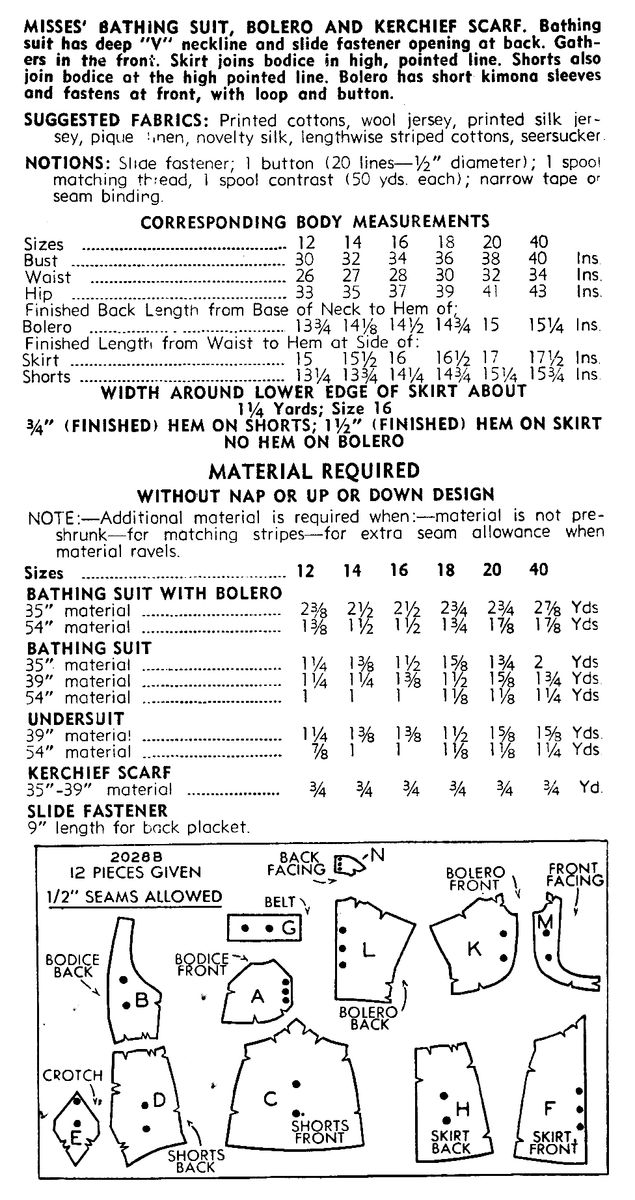 MISSES' BATHING SUIT, BOLERO AND KERCHIEF SCARF. Bathing
suit has deep "V" neckline and slide fastener opening at back. Gath-
ers in the front. Skirt joins bodice in high, pointed line. Shorts also
join bodice at the high pointed line. Bolero has short kimona sleeves
and fastens at front, with loop and button.
SUGGESTED FABRICS: Printed cottons, wool jersey, printed silk jer-
sey, pique linen, novelty silk, lengthwise striped cottons, seersucker.
NOTIONS: Slide fastener; 1 button (20 lines—½" diameter); 1 spool
matching thread, 1 spool contrast (50 yds. each); narrow tape or
seam binding.
CORRESPONDING BODY MEASUREMENTS
Sizes 12 14 16 18 20 40
Bust 30 32 34 36 38 40 Ins.
Waist 26 27 28 30 32 34 Ins.
Hip 33 35 37 39 41 43 Ins.
Finished Back Length from Base of Neck to Hem of:
Bolero 13¾ 14⅛ 14½ 14¾ 15 15¼ Ins.
Finished Length from Waist to Hem at Side of:
Skirt 15 15½ 16 16½ 17 17½ Ins.
Shorts 13¼ 13¾ 14¼ 14¾ 15¼ 15¾ Ins.
WIDTH AROUND LOWER EDGE OF SKIRT ABOUT
1¼ Yards; Size 16
¾" (FINISHED) HEM ON SHORTS; 1½" (FINISHED) HEM ON SKIRT
NO HEM ON BOLERO
MATERIAL REQUIRED
WITHOUT NAP OR UP OR DOWN DESIGN
NOTE:—Additional material is required when:—material is not pre-
shrunk—for matching stripes—for extra seam allowance when
material ravels.
Sizes 12 14 16 18 20 40
BATHING SUIT WITH BOLERO
35" material 2⅜ 2½ 2½ 2¾ 2¾ 2⅞ Yds
54" material 1⅜ 1½ 1½ 1¾ 1⅞ 1⅞ Yds
BATHING SUIT
35" material 1¼ 1⅜ 1½ 1⅝ 1¾ 2 Yds
39" material 1¼ 1¼ 1⅜ 1½ 1⅝ 1¾ Yds
54" material 1 1 1 1⅛ 1⅛ 1¼ Yds
UNDERSUIT
39" material 1¼ 1⅜ 1⅜ 1½ 1⅝ 1⅝ Yds.
54" material ⅞ 1 1 1⅛ 1⅛ 1¼ Yds.
KERCHIEF SCARF
35"-39" material ¾ ¾ ¾ ¾ ¾ ¾ Yd.
SLIDE FASTENER
9" length for back placket.
2028B
12 PIECES GIVEN
1/2" SEAMS ALLOWED
BACK
FACING
N
BELT
G
BOLERO
FRONT
FRONT
FACING
M
L
K
BODICE
BACK
B
BODICE
FRONT
A
BOLERO
BACK
CROTCH
E
D
SHORTS
BACK
C
SHORTS
FRONT
H
SKIRT
BACK
F
SKIRT
FRONT